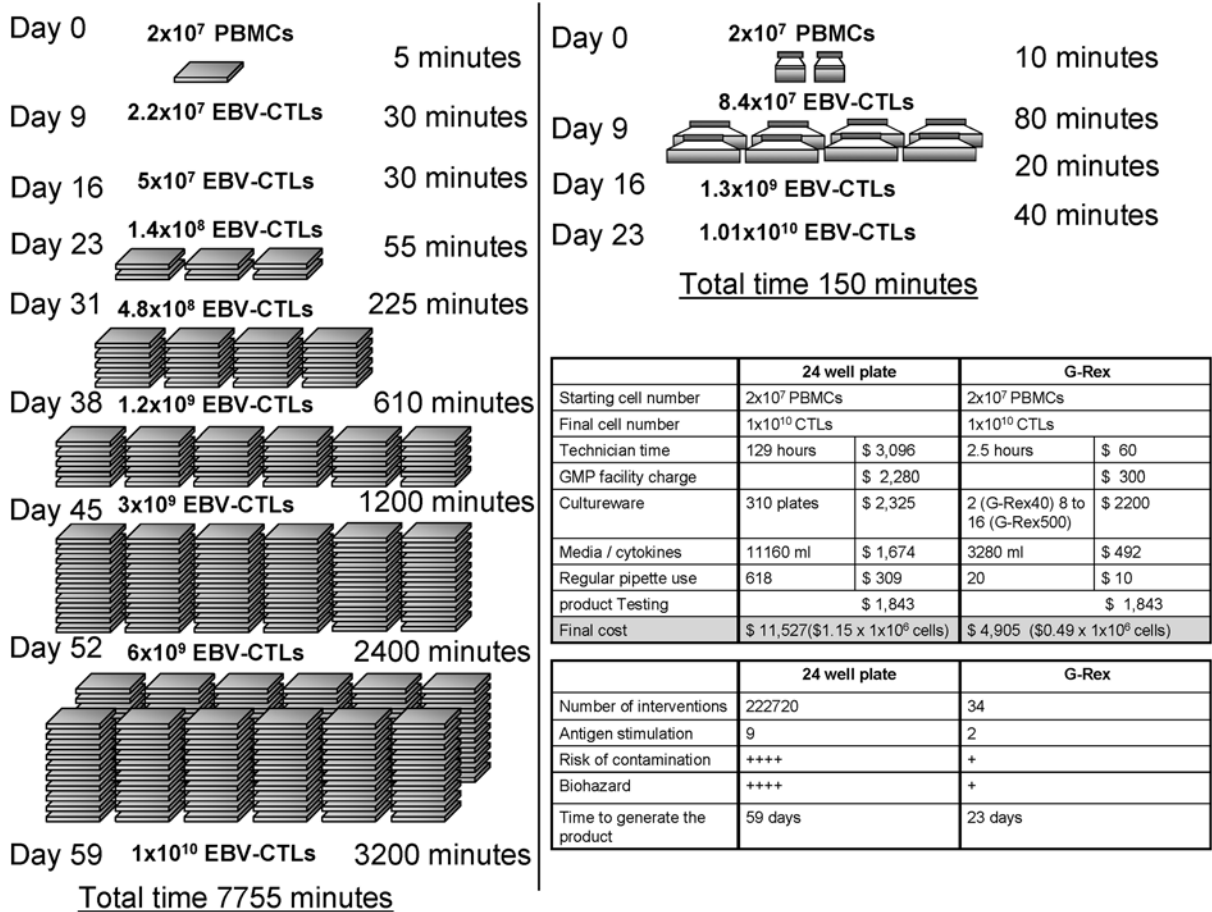 Day 0 2x10⁷ PBMCs
5 minutes
Day 9 2.2x10⁷ EBV-CTLs 30 minutes
Day 16 5x10⁷ EBV-CTLs 30 minutes
1.4x10⁸ EBV-CTLs
Day 23 55 minutes
Day 31 4.8x10⁸ EBV-CTLs 225 minutes
Day 38 1.2x10⁹ EBV-CTLs 610 minutes
Day 45 3x10⁹ EBV-CTLs 1200 minutes
Day 52 6x10⁹ EBV-CTLs 2400 minutes
Day 59 1x10¹⁰ EBV-CTLs 3200 minutes
Total time 7755 minutes
Day 0 2x10⁷ PBMCs
10 minutes
8.4x10⁷ EBV-CTLs
Day 9 80 minutes
20 minutes
Day 16 1.3x10⁹ EBV-CTLs
40 minutes
Day 23 1.01x10¹⁰ EBV-CTLs
Total time 150 minutes
24 well plate G-Rex
Starting cell number 2x10⁷ PBMCs 2x10⁷ PBMCs
Final cell number 1x10¹⁰ CTLs 1x10¹⁰ CTLs
Technician time 129 hours $ 3,096 2.5 hours $ 60
GMP facility charge $ 2,280 $ 300
Cultureware 310 plates $ 2,325 2 (G-Rex40) 8 to $ 2200
16 (G-Rex500)
Media / cytokines 11160 ml $ 1,674 3280 ml $ 492
Regular pipette use 618 $ 309 20 $ 10
product Testing $ 1,843 $ 1,843
Final cost $ 11,527($1.15 x 1x10⁶ cells) $ 4,905 ($0.49 x 1x10⁶ cells)
24 well plate G-Rex
Number of interventions 222720 34
Antigen stimulation 9 2
Risk of contamination ++++ +
Biohazard ++++ +
Time to generate the 59 days 23 days
product